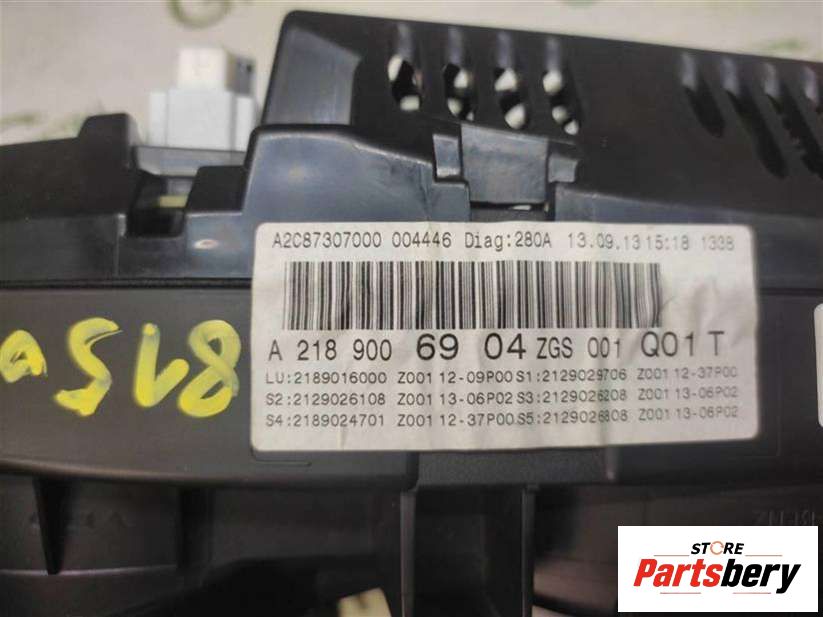 A2C87307000 004446 Diag:280A 13.09.13 15:18 1338
A 218 900 69 04 ZGS 001 Q01 T
LU:2189016000 Z001 12-09P00 S1:2129029706 Z001 12-37P00
S2:2129026108 Z001 13-06P02 S3:2129026208 Z001 13-06P02
S4:2189024701 Z001 12-37P00 S5:2129026808 Z001 13-06P02
STORE
Partsbery